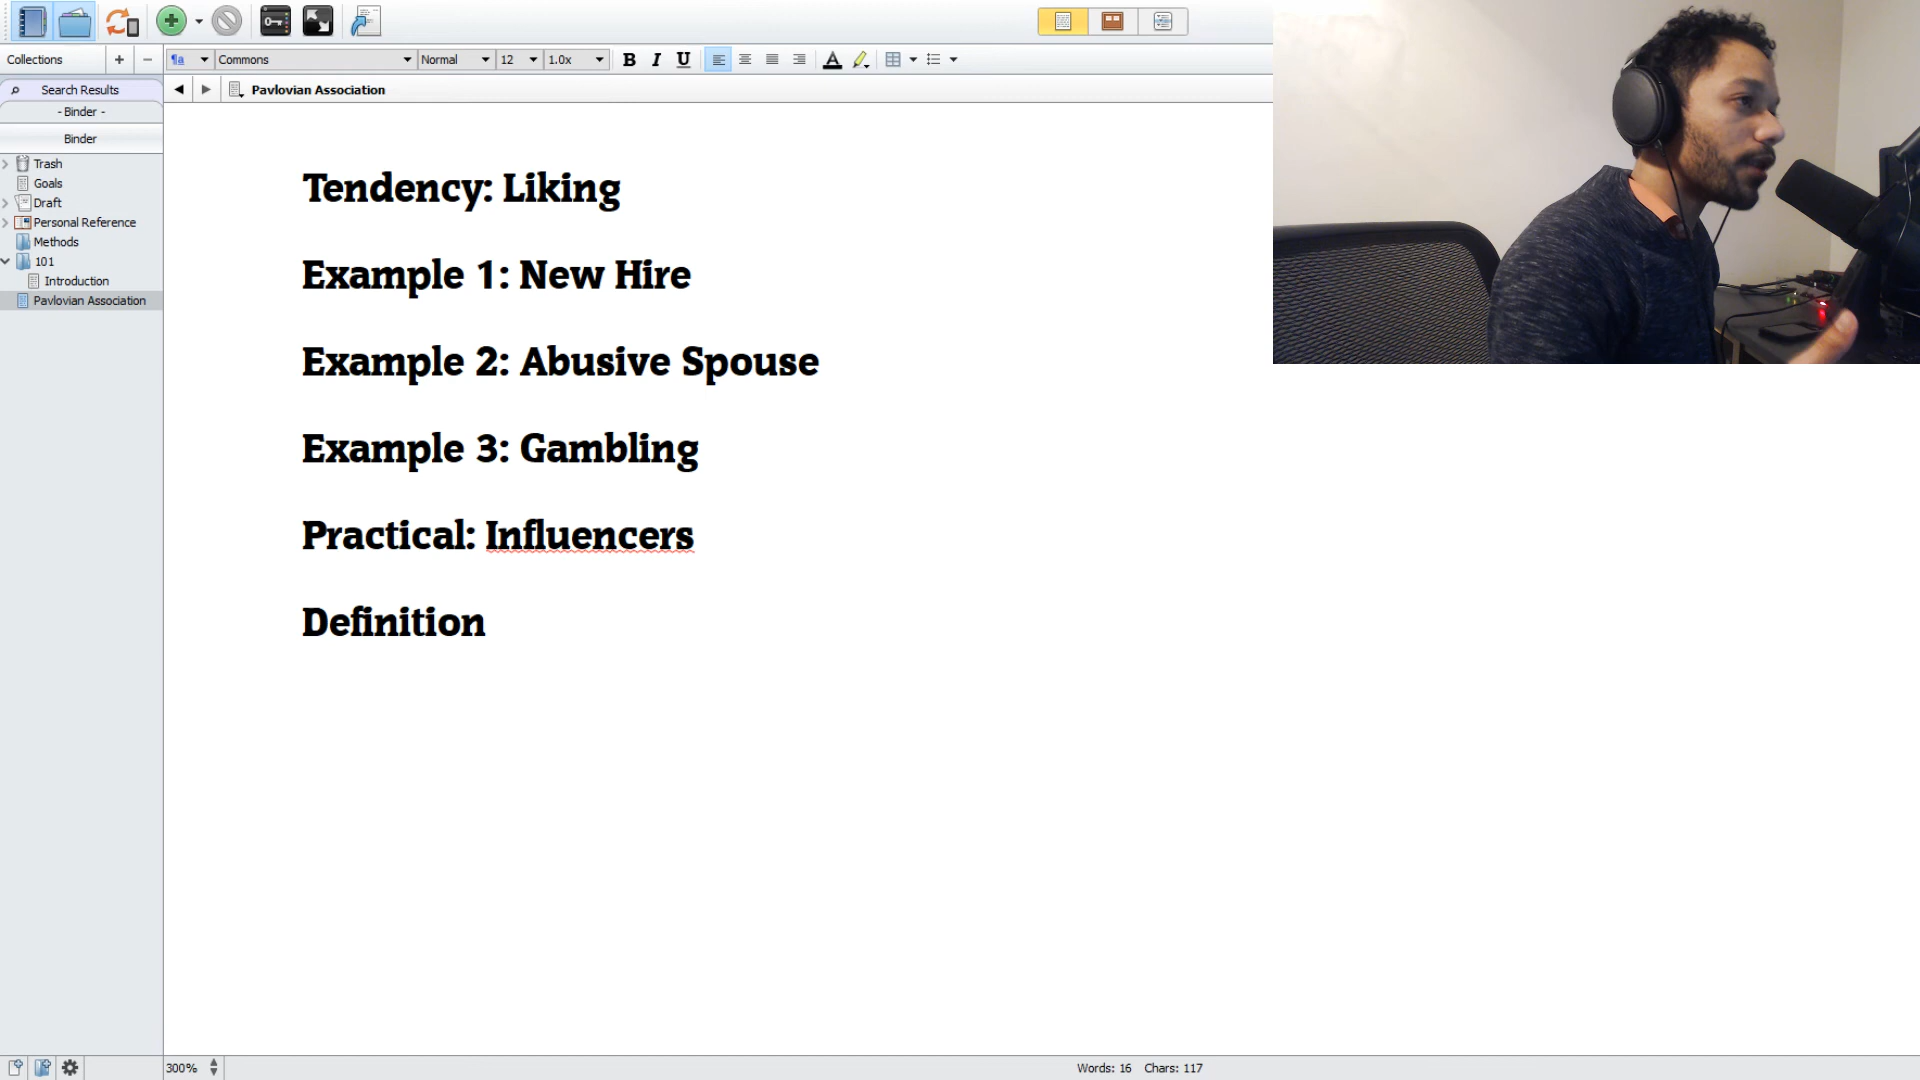 Collections
Commons
Normal
12
1.0x
B
I
U
A
Search Results
Pavlovian Association
- Binder -
Binder
Trash
Goals
Draft
Personal Reference
Methods
101
Introduction
Pavlovian Association
Tendency: Liking
Example 1: New Hire
Example 2: Abusive Spouse
Example 3: Gambling
Practical: Influencers
Definition
300%
Words: 16 Chars: 117